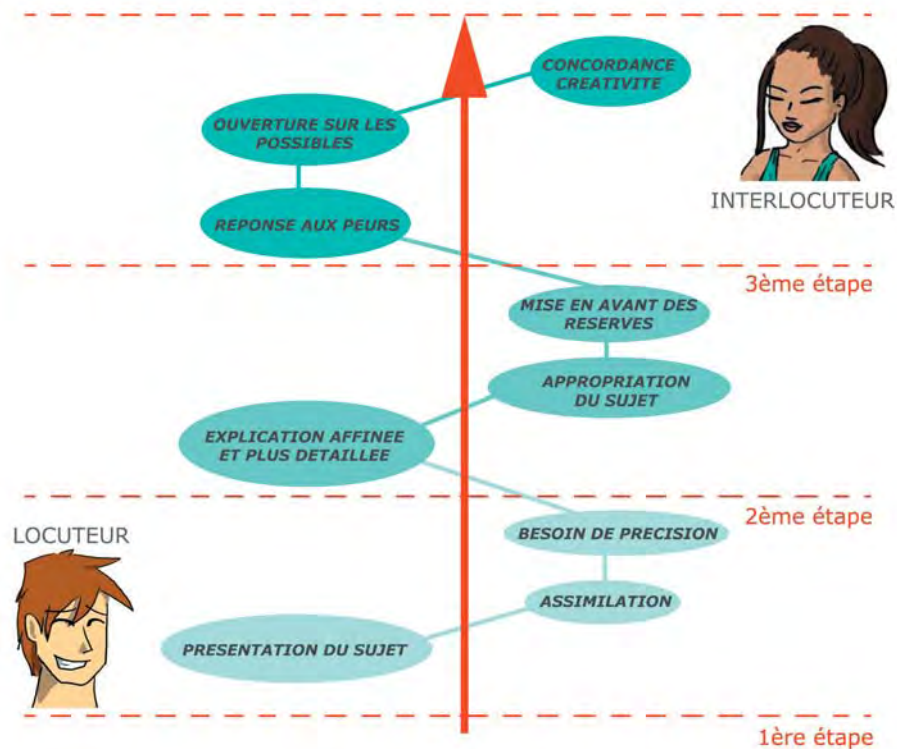 CONCORDANCE
CREATIVITE
OUVERTURE SUR LES
POSSIBLES
INTERLOCUTEUR
REPONSE AUX PEURS
3ème étape
MISE EN AVANT DES
RESERVES
APPROPRIATION
DU SUJET
EXPLICATION AFFINEE
ET PLUS DETAILLEE
2ème étape
LOCUTEUR
BESOIN DE PRECISION
ASSIMILATION
PRESENTATION DU SUJET
1ère étape